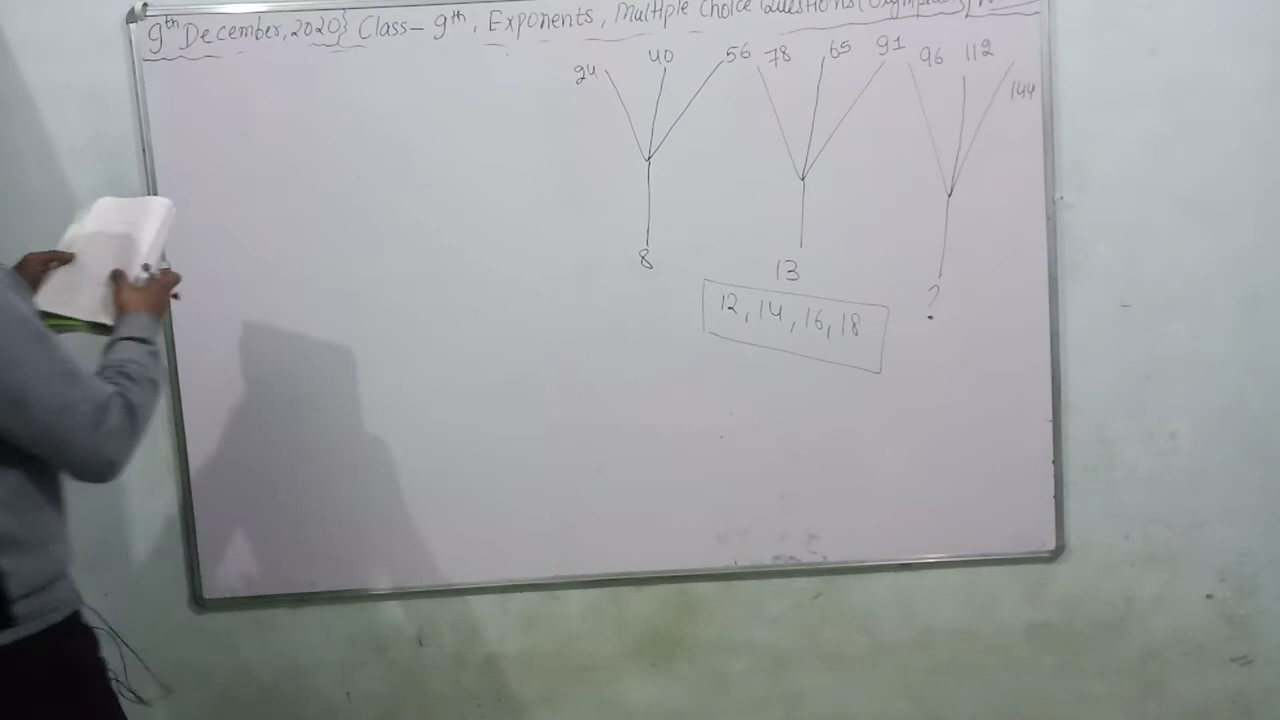 9th December, 2020} Class- 9th, Exponents, Multiple Choice Questions
24 40 56 78 65 91 96 112 144
8 13 ?
12, 14, 16, 18